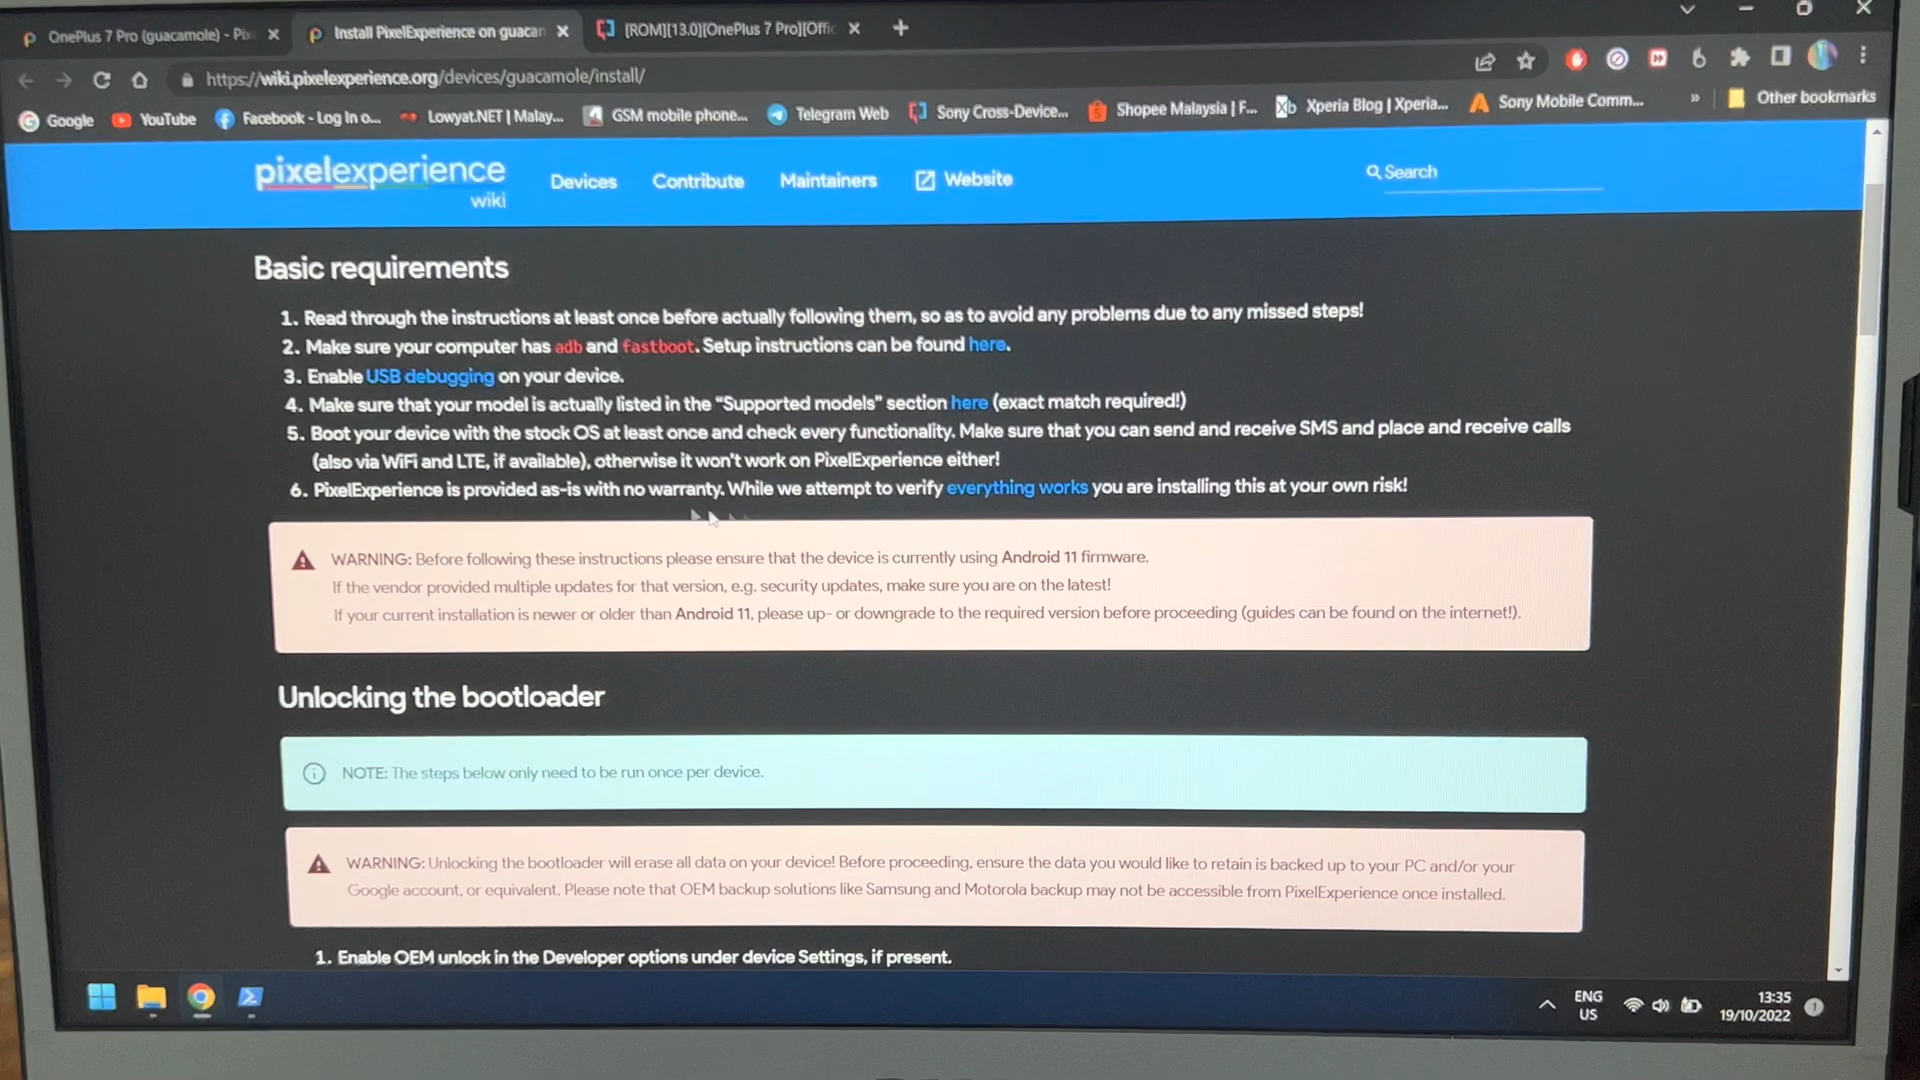 OnePlus 7 Pro (guacamole) - Pix
Install PixelExperience on guacan
[ROM][13.0][OnePlus 7 Pro][Offic
https://wiki.pixelexperience.org/devices/guacamole/install/
Google
YouTube
Facebook - Log In o...
Lowyat.NET | Malay...
GSM mobile phone...
Telegram Web
Sony Cross-Device...
Shopee Malaysia | F...
Xperia Blog | Xperia...
Sony Mobile Comm...
Other bookmarks
pixelexperience
wiki
Devices
Contribute
Maintainers
Website
Search
Basic requirements
1. Read through the instructions at least once before actually following them, so as to avoid any problems due to any missed steps!
2. Make sure your computer has adb and fastboot. Setup instructions can be found here.
3. Enable USB debugging on your device.
4. Make sure that your model is actually listed in the “Supported models” section here (exact match required!)
5. Boot your device with the stock OS at least once and check every functionality. Make sure that you can send and receive SMS and place and receive calls
(also via WiFi and LTE, if available), otherwise it won’t work on PixelExperience either!
6. PixelExperience is provided as-is with no warranty. While we attempt to verify everything works you are installing this at your own risk!
WARNING: Before following these instructions please ensure that the device is currently using Android 11 firmware.
If the vendor provided multiple updates for that version, e.g. security updates, make sure you are on the latest!
If your current installation is newer or older than Android 11, please up- or downgrade to the required version before proceeding (guides can be found on the internet!).
Unlocking the bootloader
NOTE: The steps below only need to be run once per device.
WARNING: Unlocking the bootloader will erase all data on your device! Before proceeding, ensure the data you would like to retain is backed up to your PC and/or your
Google account, or equivalent. Please note that OEM backup solutions like Samsung and Motorola backup may not be accessible from PixelExperience once installed.
1. Enable OEM unlock in the Developer options under device Settings, if present.
ENG
US
13:35
19/10/2022
1